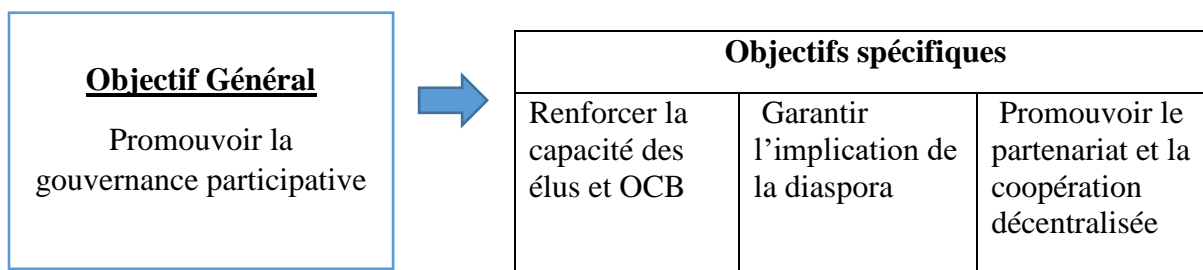 Objectif Général
Promouvoir la
gouvernance participative
Objectifs spécifiques
Renforcer la
capacité des
élus et OCB
Garantir
l’implication de
la diaspora
Promouvoir le
partenariat et la
coopération
décentralisée